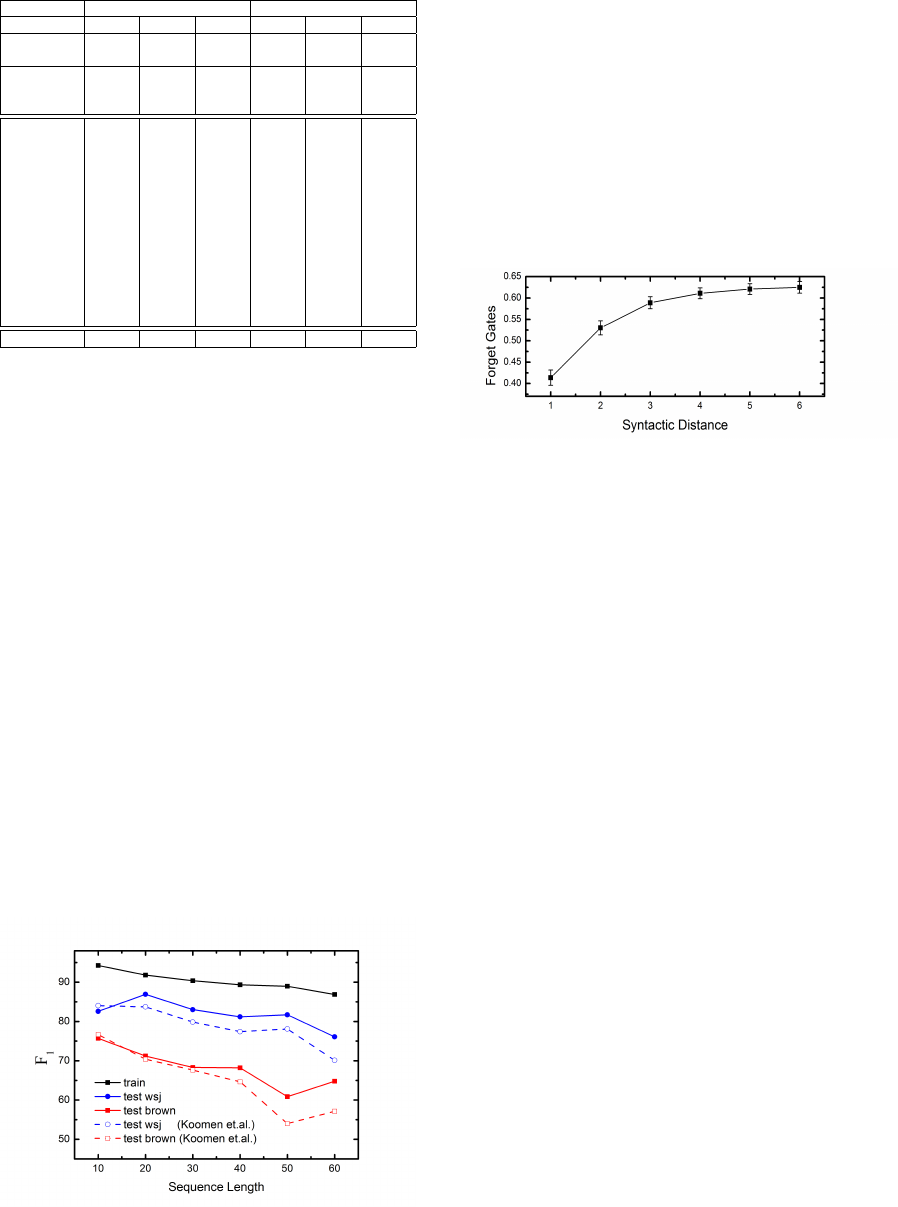 0.65
0.60
0.55
0.50
0.45
0.40
Forget Gates
1 2 3 4 5 6
Syntactic Distance
90
80
70
60
50
F1
train
test wsj
test brown
test wsj (Koomen et.al.)
test brown (Koomen et.al.)
10 20 30 40 50 60
Sequence Length